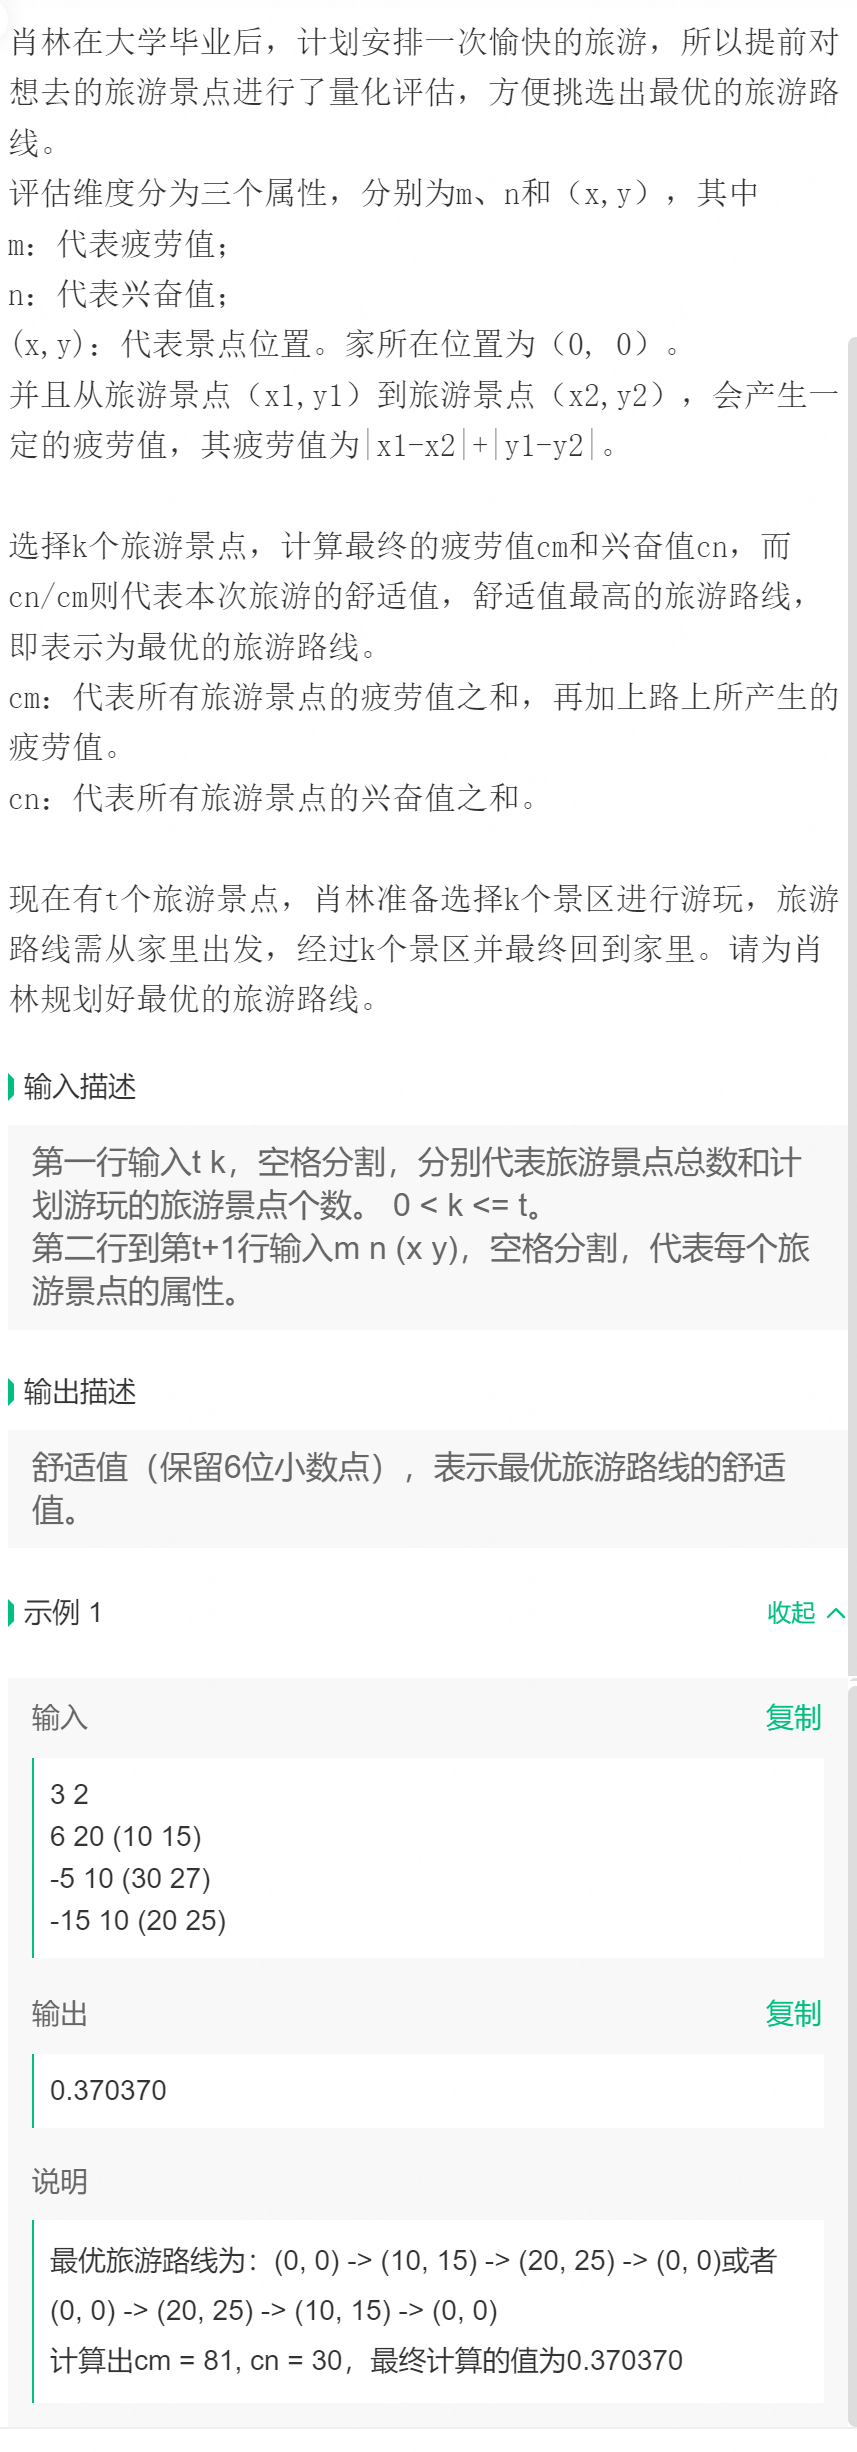 肖林在大学毕业后，计划安排一次愉快的旅游，所以提前对
想去的旅游景点进行了量化评估，方便挑选出最优的旅游路
线。
评估维度分为三个属性，分别为m、n和（x,y），其中
m：代表疲劳值；
n：代表兴奋值；
(x,y)：代表景点位置。家所在位置为（0, 0）。
并且从旅游景点（x1,y1）到旅游景点（x2,y2），会产生一
定的疲劳值，其疲劳值为|x1-x2|+|y1-y2|。
选择k个旅游景点，计算最终的疲劳值cm和兴奋值cn，而
cn/cm则代表本次旅游的舒适值，舒适值最高的旅游路线，
即表示为最优的旅游路线。
cm：代表所有旅游景点的疲劳值之和，再加上路上所产生的
疲劳值。
cn：代表所有旅游景点的兴奋值之和。
现在有t个旅游景点，肖林准备选择k个景区进行游玩，旅游
路线需从家里出发，经过k个景区并最终回到家里。请为肖
林规划好最优的旅游路线。
输入描述
第一行输入t k，空格分割，分别代表旅游景点总数和计
划游玩的旅游景点个数。 0 < k <= t。
第二行到第t+1行输入m n (x y)，空格分割，代表每个旅
游景点的属性。
输出描述
舒适值（保留6位小数点），表示最优旅游路线的舒适
值。
示例 1 收起
输入 复制
3 2
6 20 (10 15)
-5 10 (30 27)
-15 10 (20 25)
输出 复制
0.370370
说明
最优旅游路线为：(0, 0) -> (10, 15) -> (20, 25) -> (0, 0)或者
(0, 0) -> (20, 25) -> (10, 15) -> (0, 0)
计算出cm = 81, cn = 30，最终计算的值为0.370370